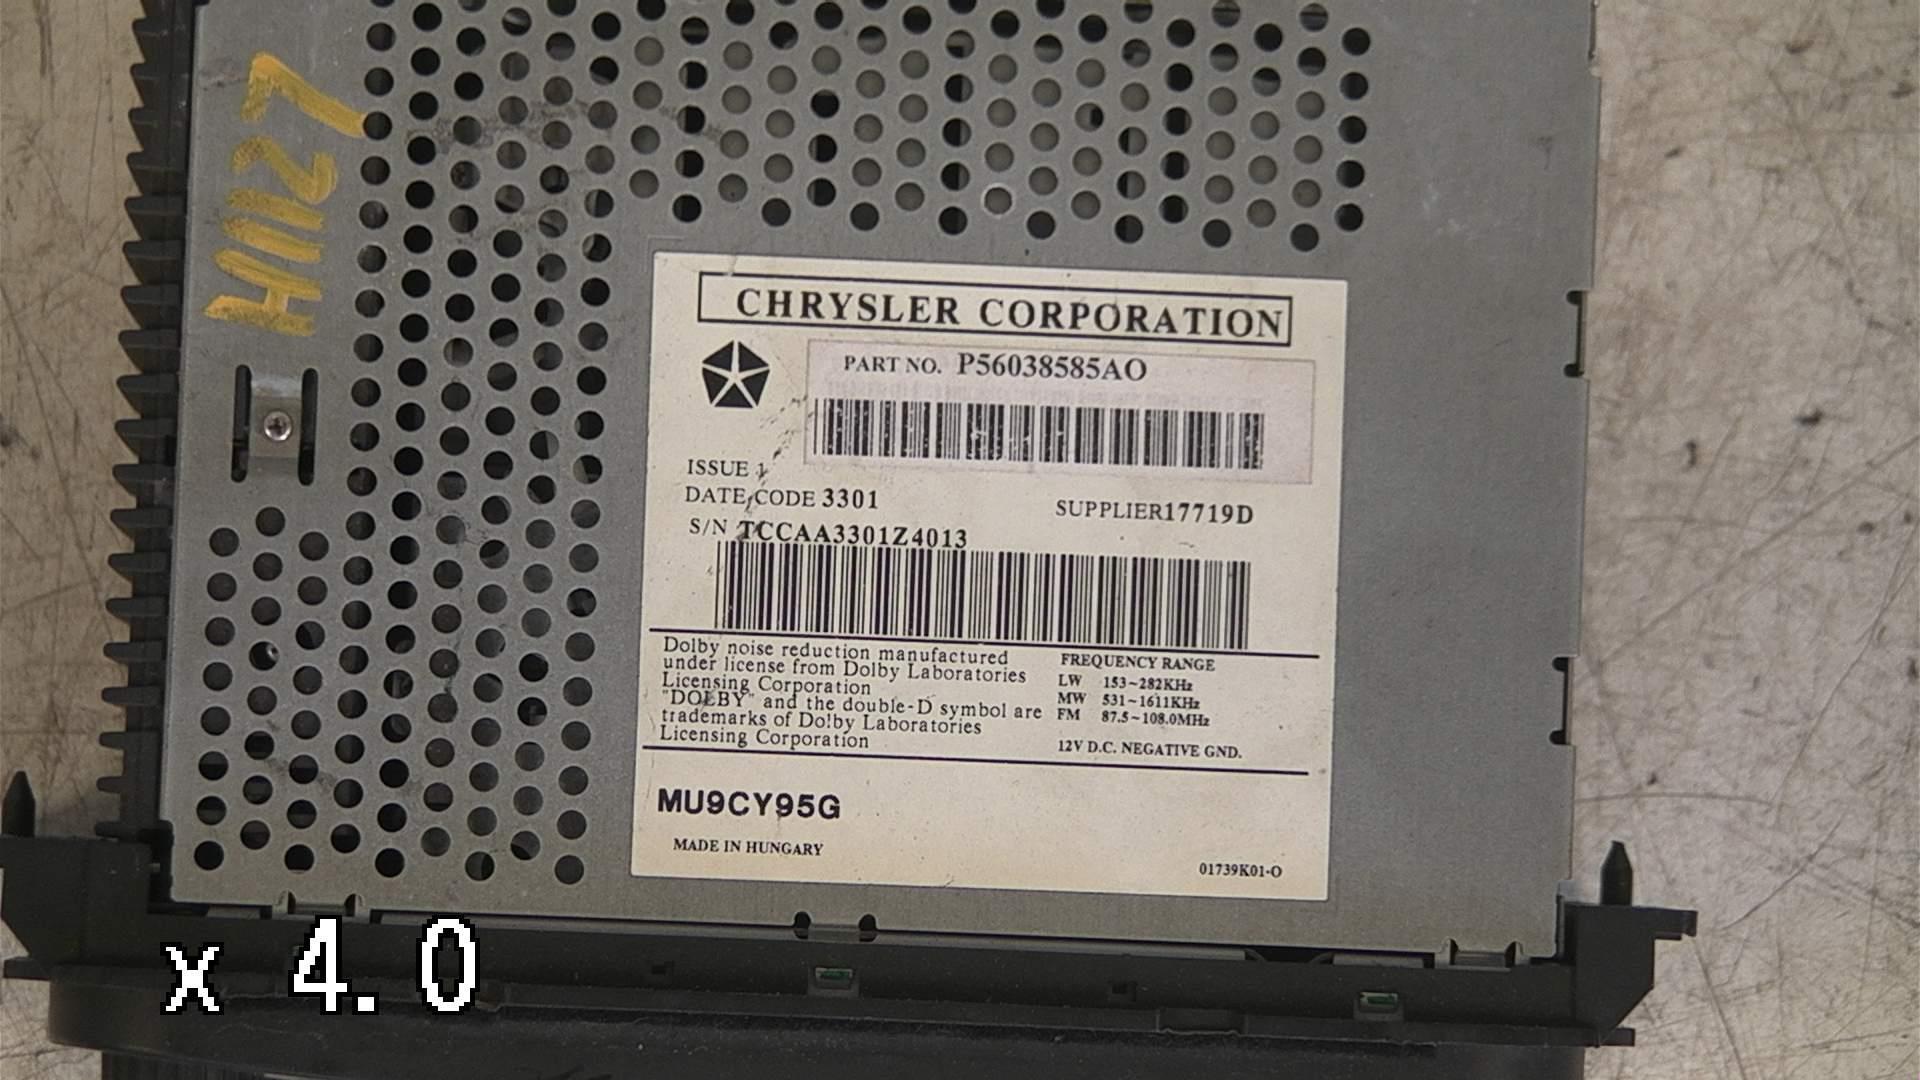 H1127
CHRYSLER CORPORATION
PART NO. P56038585AO
ISSUE 1
DATE CODE 3301 SUPPLIER17719D
S/N TCCAA3301Z4013
Dolby noise reduction manufactured
under license from Dolby Laboratories
Licensing Corporation
"DOLBY" and the double-D symbol are
trademarks of Dolby Laboratories
Licensing Corporation
FREQUENCY RANGE
LW 153~282KHz
MW 531~1611KHz
FM 87.5~108.0MHz
12V D.C. NEGATIVE GND.
MU9CY95G
MADE IN HUNGARY
01739K01-O
x 4.0